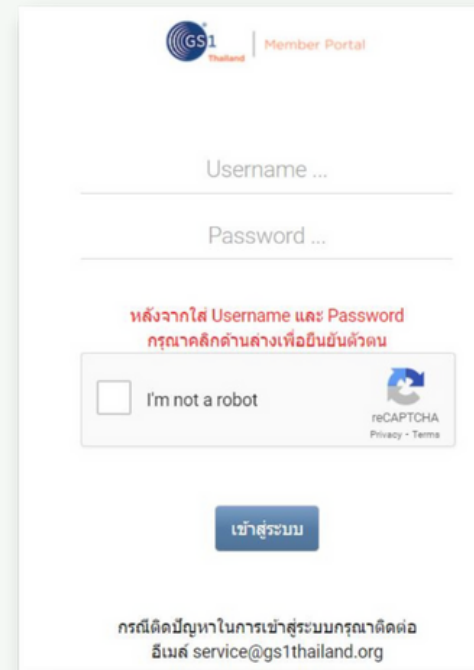 GS1
Thailand
Member Portal
Username ...
Password ...
หลังจากใส่ Username และ Password
กรุณาคลิกด้านล่างเพื่อยืนยันตัวตน
I'm not a robot
reCAPTCHA
Privacy - Terms
เข้าสู่ระบบ
กรณีติดปัญหาในการเข้าสู่ระบบกรุณาติดต่อ
อีเมล์ service@gs1thailand.org